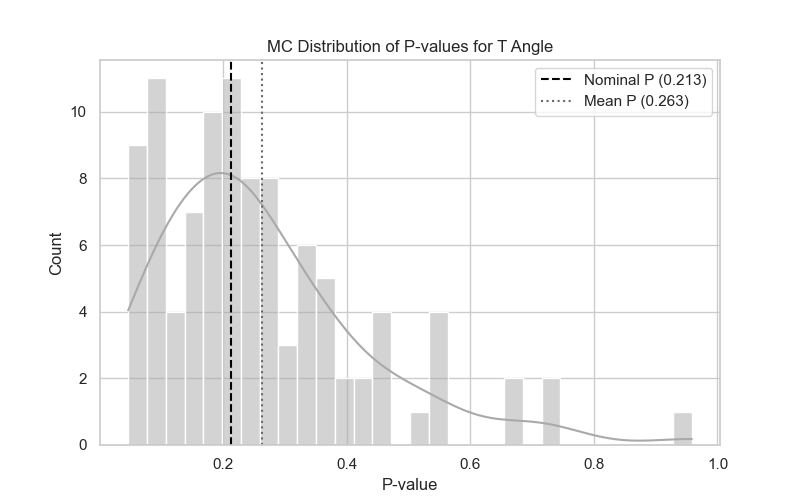 MC Distribution of P-values for T Angle
Nominal P (0.213)
Mean P (0.263)
10
8
6
4
2
0
Count
0.2 0.4 0.6 0.8 1.0
P-value